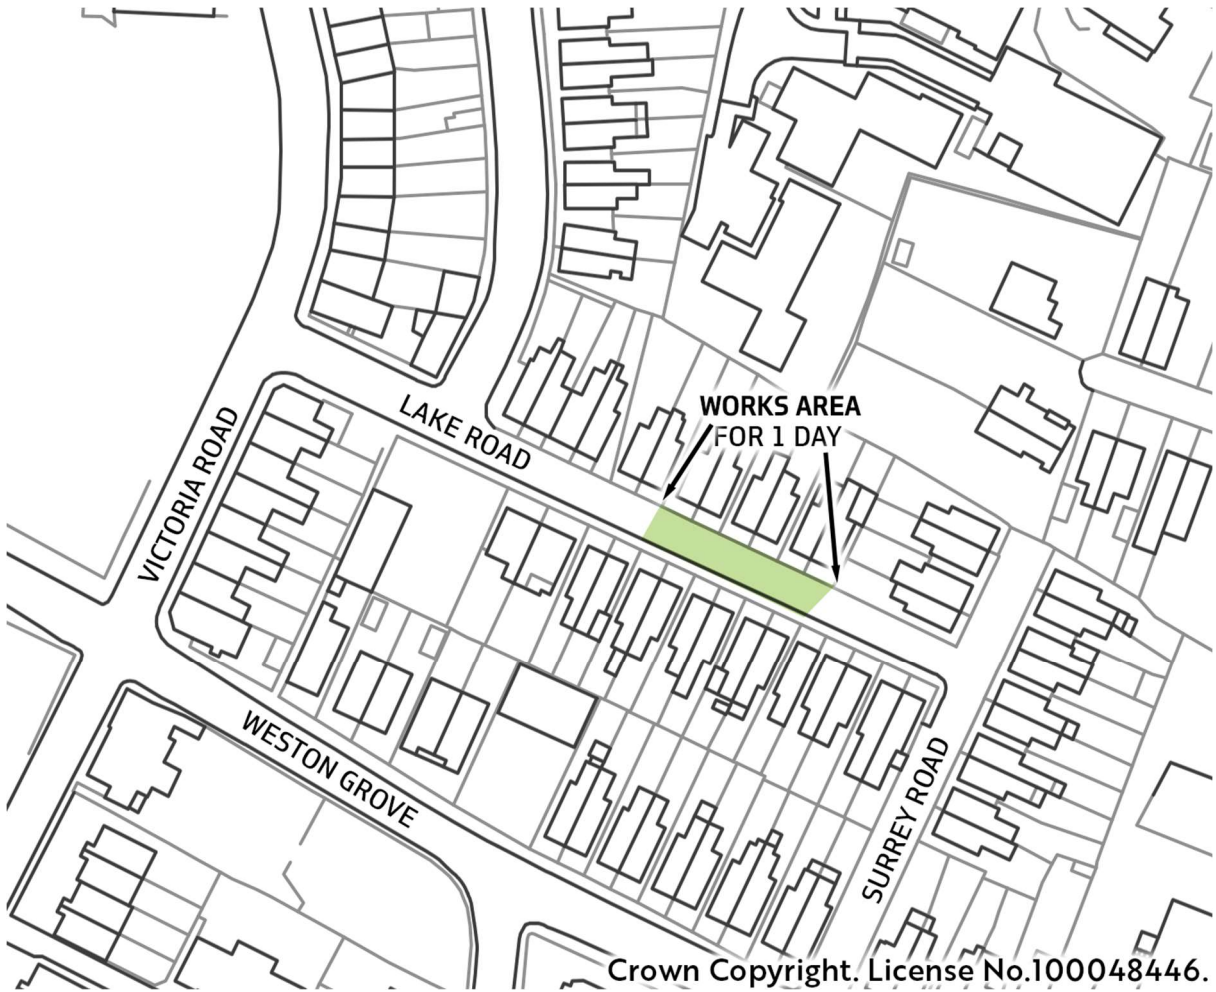 WORKS AREA
FOR 1 DAY
LAKE ROAD
VICTORIA ROAD
WESTON GROVE
SURREY ROAD
Crown Copyright. License No.100048446.